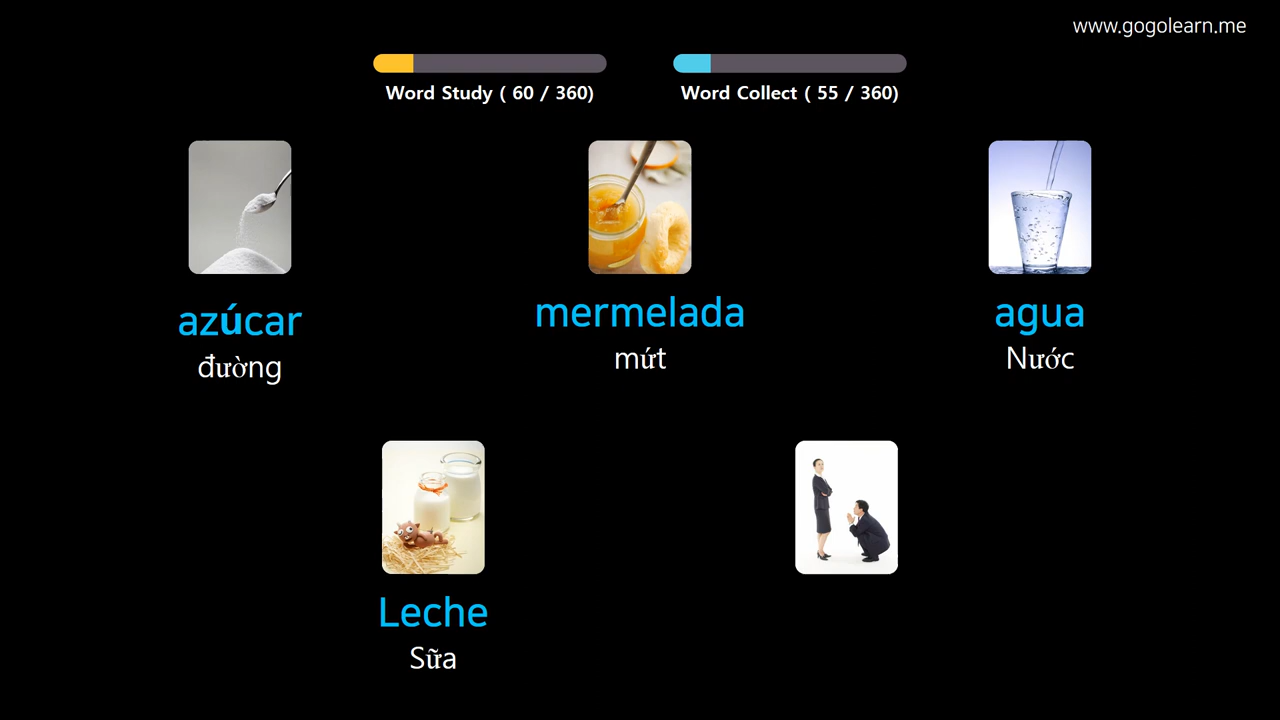 www.gogolearn.me
Word Study ( 60 / 360)
Word Collect ( 55 / 360)
azúcar
đường
mermelada
mứt
agua
Nước
Leche
Sữa